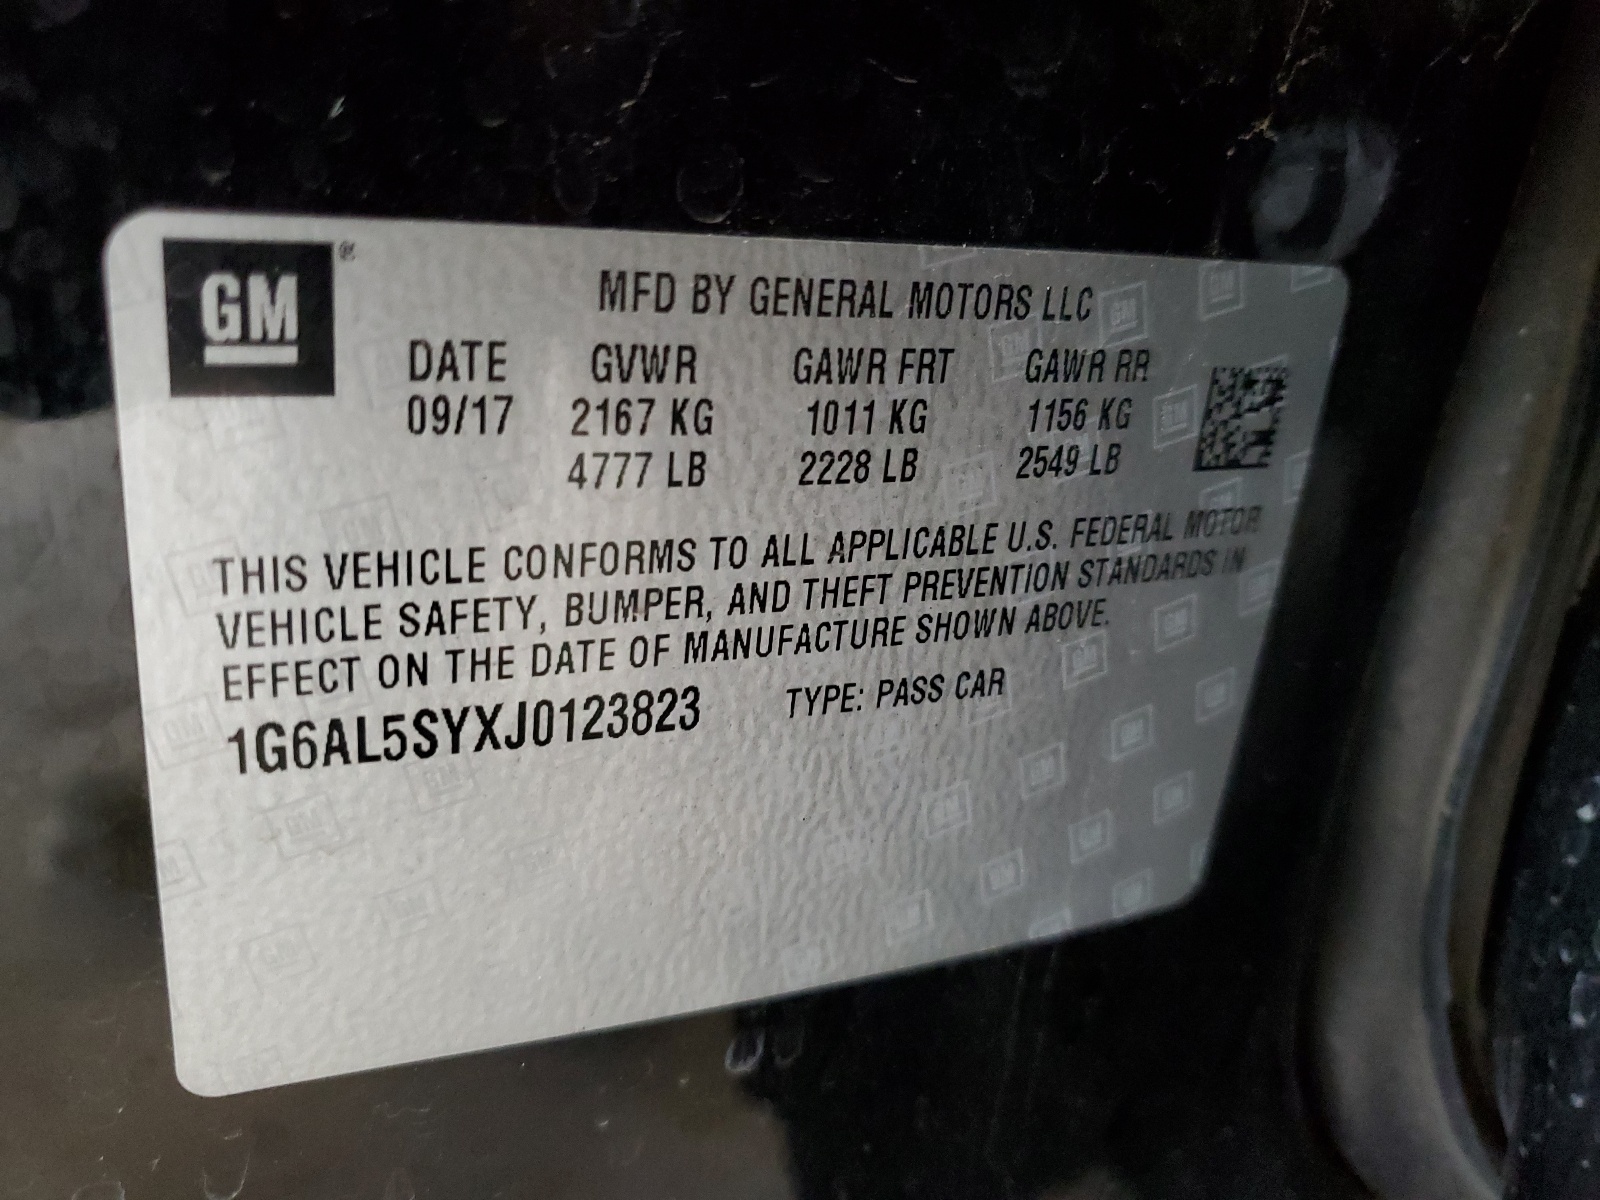 GM ®
MFD BY GENERAL MOTORS LLC
DATE GVWR GAWR FRT GAWR RR
09/17 2167 KG 1011 KG 1156 KG
4777 LB 2228 LB 2549 LB
THIS VEHICLE CONFORMS TO ALL APPLICABLE U.S. FEDERAL MOTOR
VEHICLE SAFETY, BUMPER, AND THEFT PREVENTION STANDARDS IN
EFFECT ON THE DATE OF MANUFACTURE SHOWN ABOVE.
1G6AL5SYXJ0123823 TYPE: PASS CAR